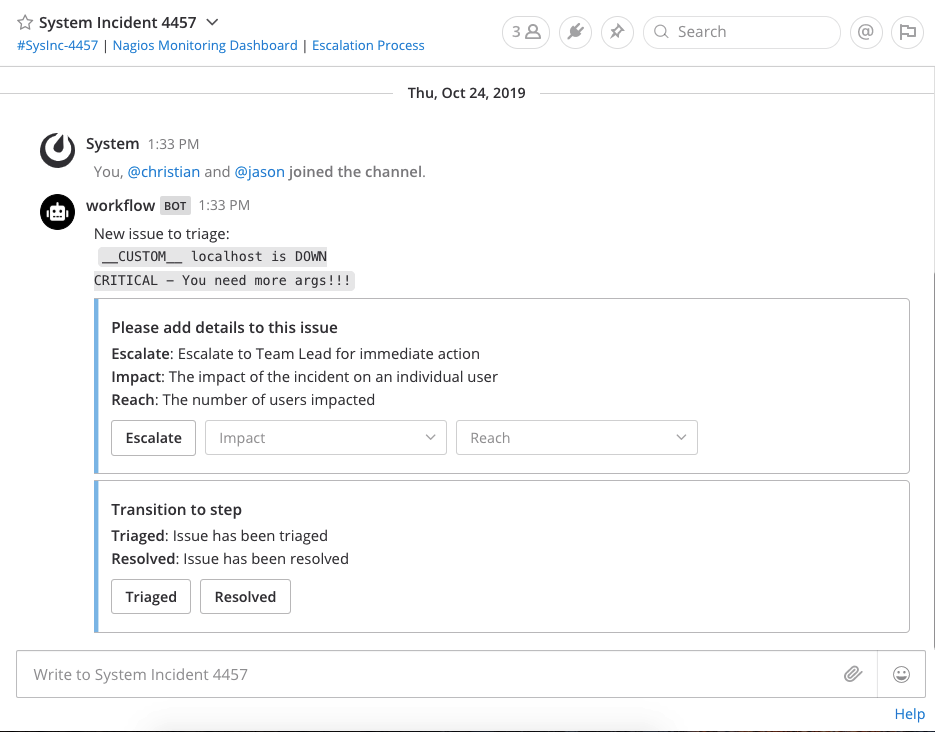 System Incident 4457
#SysInc-4457 | Nagios Monitoring Dashboard | Escalation Process
3
Search
@
Thu, Oct 24, 2019
System 1:33 PM
You, @christian and @jason joined the channel.
workflow BOT 1:33 PM
New issue to triage:
__CUSTOM__ localhost is DOWN
CRITICAL – You need more args!!!
Please add details to this issue
Escalate: Escalate to Team Lead for immediate action
Impact: The impact of the incident on an individual user
Reach: The number of users impacted
Escalate Impact Reach
Transition to step
Triaged: Issue has been triaged
Resolved: Issue has been resolved
Triaged Resolved
Write to System Incident 4457
Help